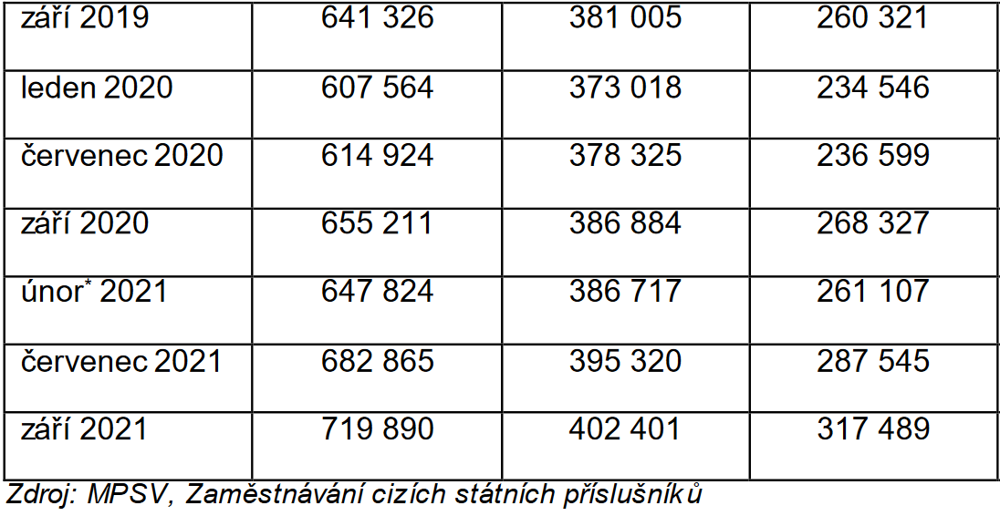 září 2019 641 326 381 005 260 321
leden 2020 607 564 373 018 234 546
červenec 2020 614 924 378 325 236 599
září 2020 655 211 386 884 268 327
únor* 2021 647 824 386 717 261 107
červenec 2021 682 865 395 320 287 545
září 2021 719 890 402 401 317 489
Zdroj: MPSV, Zaměstnávání cizích státních příslušníků